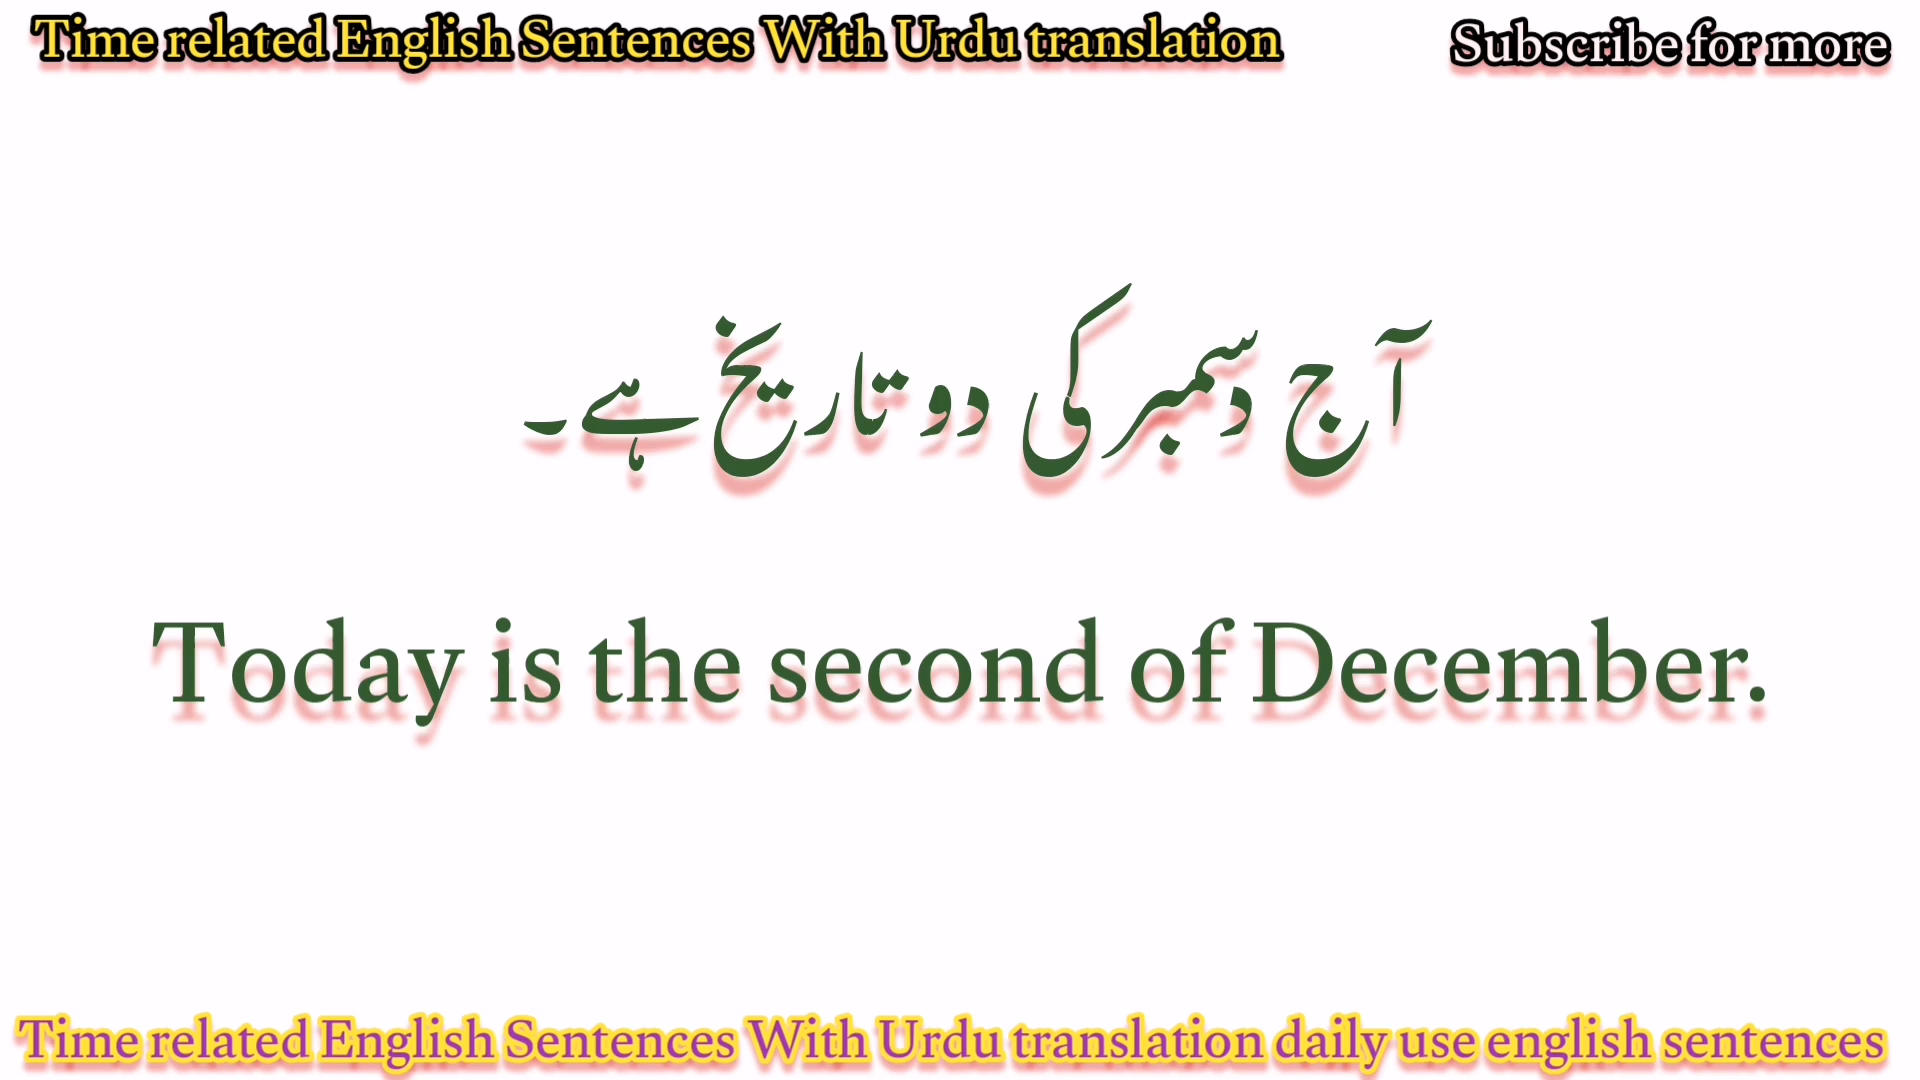 Time related English Sentences With Urdu translation
Subscribe for more
آج دسمبر کی دو تاریخ ہے۔
Today is the second of December.
Time related English Sentences With Urdu translation daily use english sentences